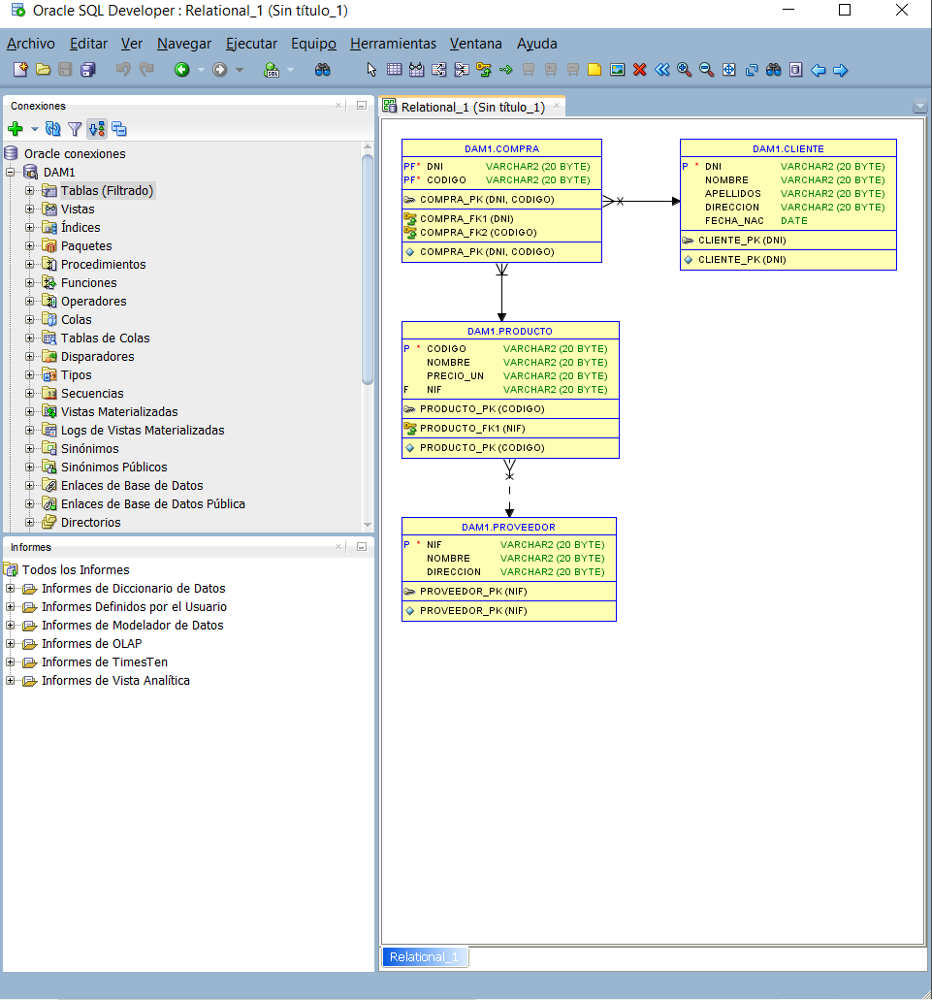 Oracle SQL Developer : Relational_1 (Sin título_1)
Archivo Editar Ver Navegar Ejecutar Equipo Herramientas Ventana Ayuda
SQL
Conexiones
Oracle conexiones
DAM1
Tablas (Filtrado)
Vistas
Índices
Paquetes
Procedimientos
Funciones
Operadores
Colas
Tablas de Colas
Disparadores
Tipos
Secuencias
Vistas Materializadas
Logs de Vistas Materializadas
Sinónimos
Sinónimos Públicos
Enlaces de Base de Datos
Enlaces de Base de Datos Pública
Directorios
Informes
Todos los Informes
Informes de Diccionario de Datos
Informes Definidos por el Usuario
Informes de Modelador de Datos
Informes de OLAP
Informes de TimesTen
Informes de Vista Analítica
Relational_1 (Sin título_1)
DAM1.COMPRA
PF* DNI VARCHAR2 (20 BYTE)
PF* CODIGO VARCHAR2 (20 BYTE)
COMPRA_PK (DNI, CODIGO)
COMPRA_FK1 (DNI)
COMPRA_FK2 (CODIGO)
COMPRA_PK (DNI, CODIGO)
DAM1.CLIENTE
P * DNI VARCHAR2 (20 BYTE)
NOMBRE VARCHAR2 (20 BYTE)
APELLIDOS VARCHAR2 (20 BYTE)
DIRECCION VARCHAR2 (20 BYTE)
FECHA_NAC DATE
CLIENTE_PK (DNI)
CLIENTE_PK (DNI)
DAM1.PRODUCTO
P * CODIGO VARCHAR2 (20 BYTE)
NOMBRE VARCHAR2 (20 BYTE)
PRECIO_UN VARCHAR2 (20 BYTE)
F NIF VARCHAR2 (20 BYTE)
PRODUCTO_PK (CODIGO)
PRODUCTO_FK1 (NIF)
PRODUCTO_PK (CODIGO)
DAM1.PROVEEDOR
P * NIF VARCHAR2 (20 BYTE)
NOMBRE VARCHAR2 (20 BYTE)
DIRECCION VARCHAR2 (20 BYTE)
PROVEEDOR_PK (NIF)
PROVEEDOR_PK (NIF)
Relational_1